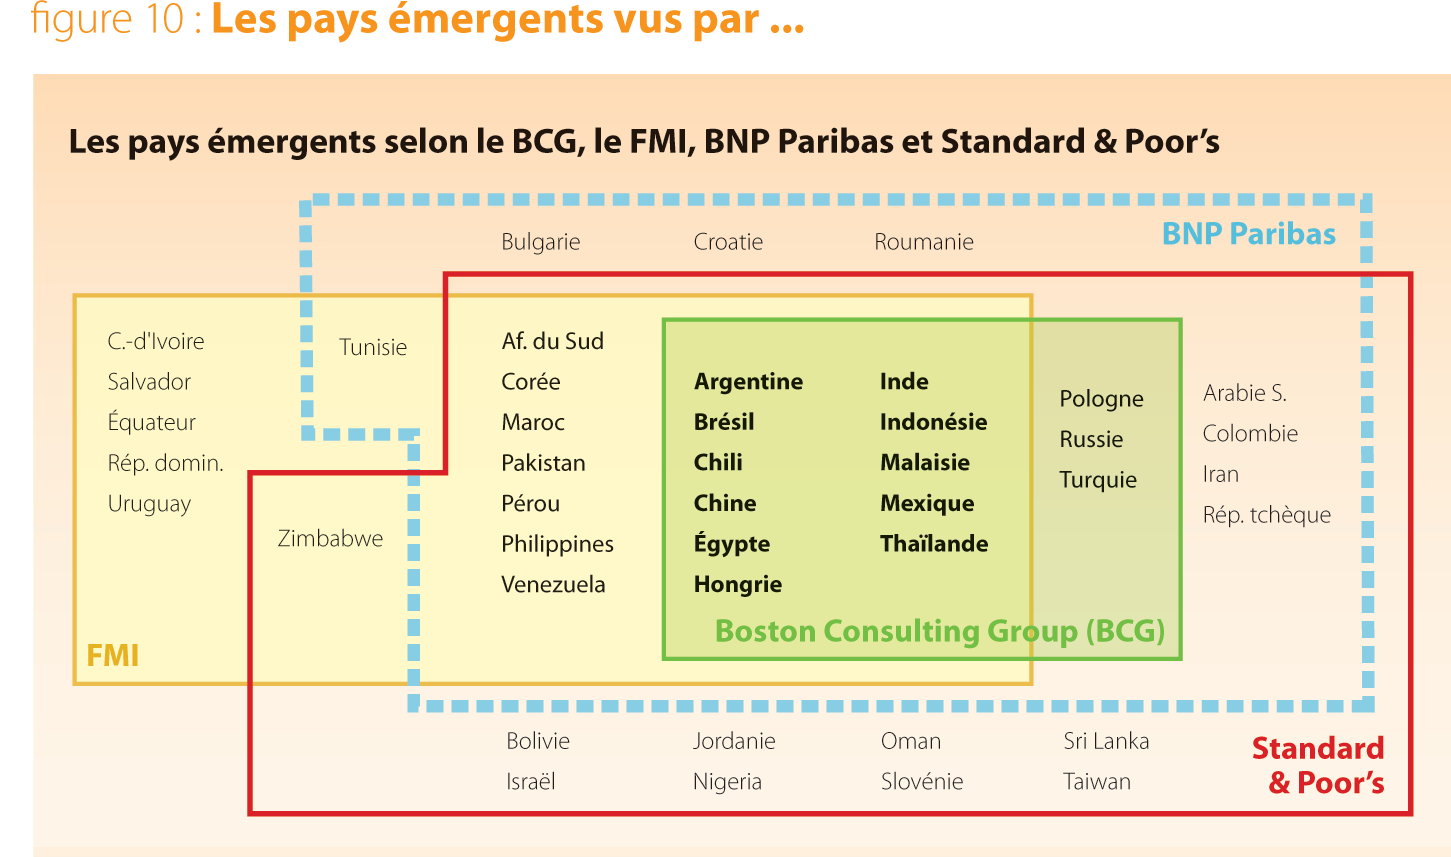 figure 10 : Les pays émergents vus par ...
Les pays émergents selon le BCG, le FMI, BNP Paribas et Standard & Poor's
BNP Paribas
Bulgarie
Croatie
Roumanie
C.-d'Ivoire
Salvador
Équateur
Rép. domin.
Uruguay
Tunisie
Zimbabwe
FMI
Af. du Sud
Corée
Maroc
Pakistan
Pérou
Philippines
Venezuela
Argentine
Brésil
Chili
Chine
Égypte
Hongrie
Inde
Indonésie
Malaisie
Mexique
Thaïlande
Boston Consulting Group (BCG)
Pologne
Russie
Turquie
Arabie S.
Colombie
Iran
Rép. tchèque
Bolivie
Israël
Jordanie
Nigeria
Oman
Slovénie
Sri Lanka
Taiwan
Standard
& Poor's